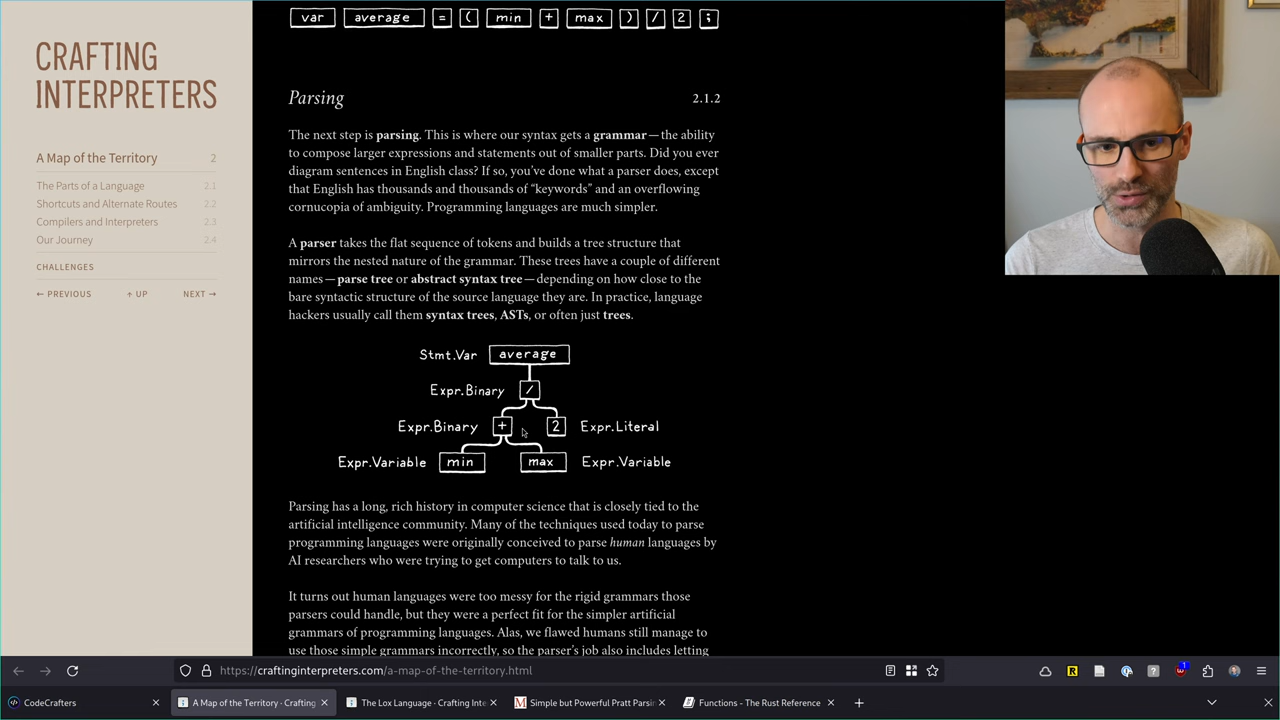 var average = ( min + max ) / 2 ;
CRAFTING
INTERPRETERS
A Map of the Territory 2
The Parts of a Language 2.1
Shortcuts and Alternate Routes 2.2
Compilers and Interpreters 2.3
Our Journey 2.4
CHALLENGES
← PREVIOUS ↑ UP NEXT →
Parsing 2.1.2
The next step is parsing. This is where our syntax gets a grammar—the ability
to compose larger expressions and statements out of smaller parts. Did you ever
diagram sentences in English class? If so, you’ve done what a parser does, except
that English has thousands and thousands of “keywords” and an overflowing
cornucopia of ambiguity. Programming languages are much simpler.
A parser takes the flat sequence of tokens and builds a tree structure that
mirrors the nested nature of the grammar. These trees have a couple of different
names—parse tree or abstract syntax tree—depending on how close to the
bare syntactic structure of the source language they are. In practice, language
hackers usually call them syntax trees, ASTs, or often just trees.
Stmt.Var average
Expr.Binary /
Expr.Binary + 2 Expr.Literal
Expr.Variable min max Expr.Variable
Parsing has a long, rich history in computer science that is closely tied to the
artificial intelligence community. Many of the techniques used today to parse
programming languages were originally conceived to parse human languages by
AI researchers who were trying to get computers to talk to us.
It turns out human languages were too messy for the rigid grammars those
parsers could handle, but they were a perfect fit for the simpler artificial
grammars of programming languages. Alas, we flawed humans still manage to
use those simple grammars incorrectly, so the parser’s job also includes letting
https://craftinginterpreters.com/a-map-of-the-territory.html
1
CodeCrafters × A Map of the Territory · Crafting × The Lox Language · Crafting Inte × Simple but Powerful Pratt Parsin × Functions - The Rust Reference × +